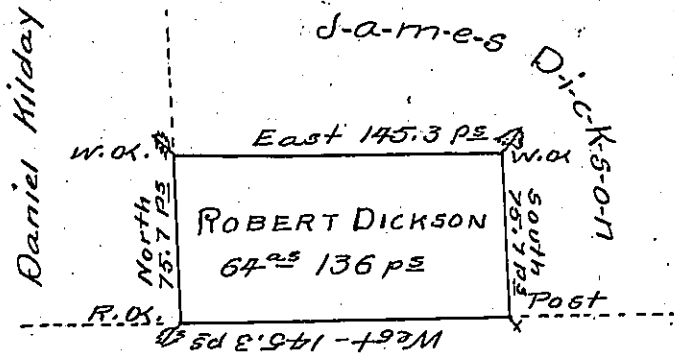 James Dickson
Daniel Kilday
East 145.3 ps
W.O.
W.O.
North
75.7 ps
ROBERT DICKSON
64 as 136 ps
South
75.7 ps
R.O.
Post
West - 145.3 ps